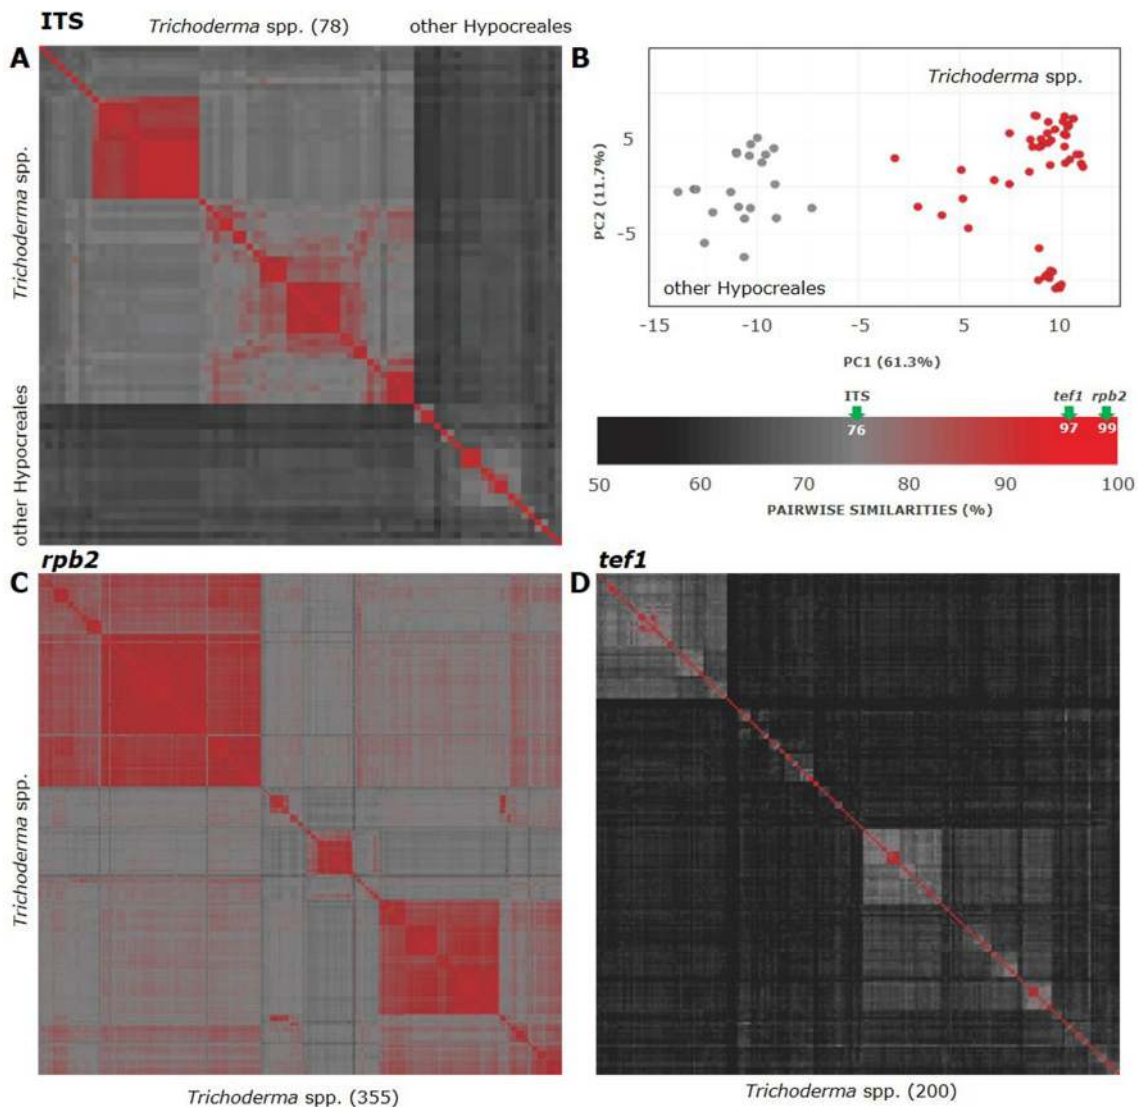 ITS
Trichoderma spp. (78)
other Hypocreales
A
Trichoderma spp.
other Hypocreales
B
Trichoderma spp.
other Hypocreales
PC2 (11.7%)
5
-5
-15 -10 -5 5 10
PC1 (61.3%)
ITS tef1 rpb2
76 97 99
50 60 70 80 90 100
PAIRWISE SIMILARITIES (%)
rpb2
C
Trichoderma spp.
Trichoderma spp. (355)
tef1
D
Trichoderma spp. (200)